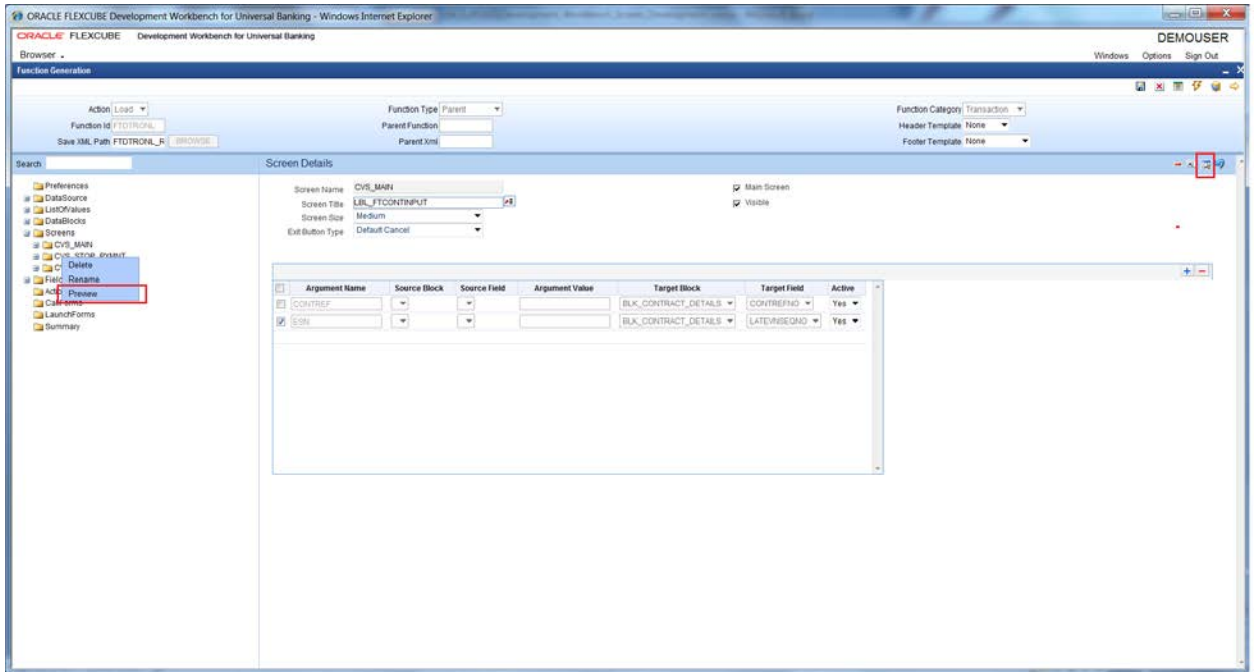 ORACLE FLEXCUBE Development Workbench for Universal Banking - Windows Internet Explorer
ORACLE FLEXCUBE Development Workbench for Universal Banking
DEMOUSER
Browser
Windows Options Sign Out
Function Generation
Action Load Function Type Parent Function Category Transaction
Function Id FTDTRONL Parent Function Header Template None
Save XML Path FTDTRONL_R BROWSE Parent Xml Footer Template None
Search Screen Details
Preferences
DataSource
ListOfValues
DataBlocks
Screens
CVS_MAIN
CVS_STOP_PYMNT
Delete
Rename
Preview
CallForms
LaunchForms
Summary
Screen Name CVS_MAIN Main Screen
Screen Title LBL_FTCONTINPUT Visible
Screen Size Medium
Exit Button Type Default Cancel
Argument Name Source Block Source Field Argument Value Target Block Target Field Active
CONTREF BLK_CONTRACT_DETAILS CONTREFNO Yes
ESN BLK_CONTRACT_DETAILS LATEVNSEQNO Yes